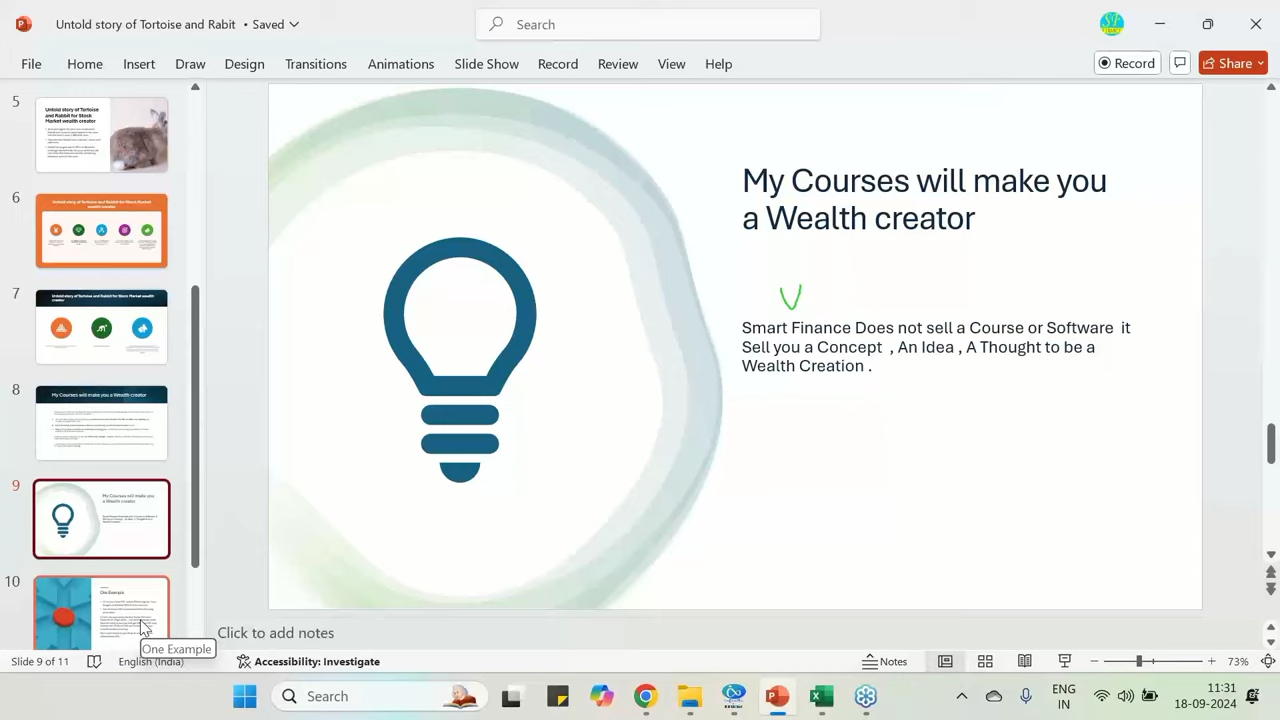 Untold story of Tortoise and Rabit • Saved
Search
File Home Insert Draw Design Transitions Animations Slide Show Record Review View Help
Record
Share
5
Untold story of Tortoise
and Rabbit for Stock
Market wealth creator
6
Untold story of Tortoise and Rabbit for Stock Market
wealth creator
7
Untold story of Tortoise and Rabbit for Stock Market wealth
creator
8
My Courses will make you a Wealth creator
9
My Courses will make you
a Wealth creator
10
One Example
One Example
My Courses will make you
a Wealth creator
Smart Finance Does not sell a Course or Software it
Sell you a Concept , An Idea , A Thought to be a
Wealth Creation .
Click to add notes
Slide 9 of 11
English (India)
Accessibility: Investigate
Notes
73%
Search
ENG
IN
11:31
18-09-2024